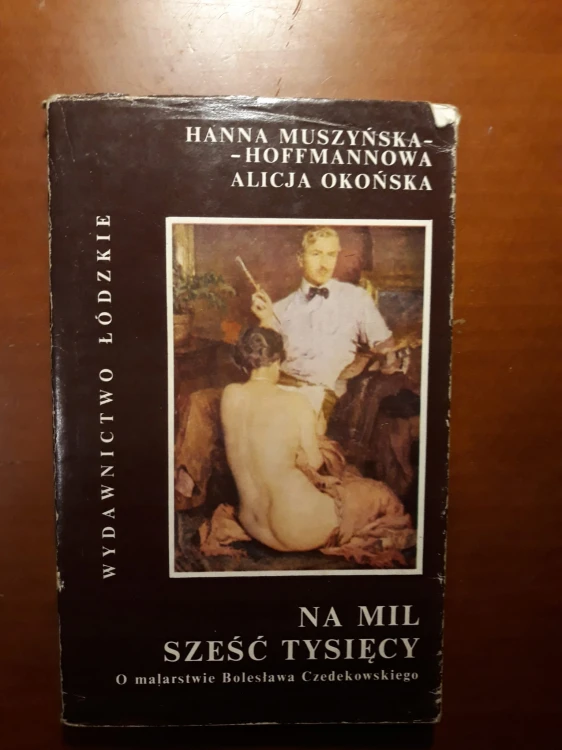 HANNA MUSZYŃSKA-
-HOFFMANNOWA
ALICJA OKOŃSKA
WYDAWNICTWO ŁÓDZKIE
NA MIL
SZEŚĆ TYSIĘCY
O malarstwie Bolesława Czedekowskiego